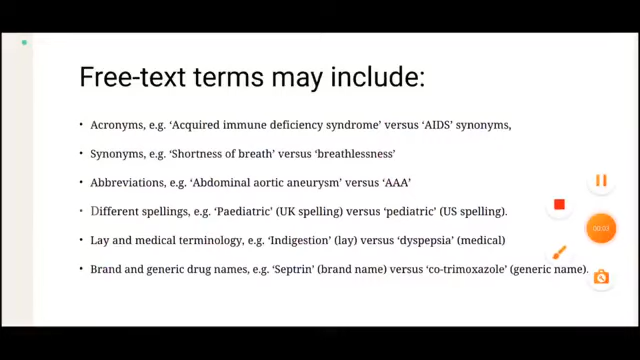 Free-text terms may include:
• Acronyms, e.g. ‘Acquired immune deficiency syndrome’ versus ‘AIDS’ synonyms,
• Synonyms, e.g. ‘Shortness of breath’ versus ‘breathlessness’
• Abbreviations, e.g. ‘Abdominal aortic aneurysm’ versus ‘AAA’
• Different spellings, e.g. ‘Paediatric’ (UK spelling) versus ‘pediatric’ (US spelling).
• Lay and medical terminology, e.g. ‘Indigestion’ (lay) versus ‘dyspepsia’ (medical)
• Brand and generic drug names, e.g. ‘Septrin’ (brand name) versus ‘co-trimoxazole’ (generic name).
00:03